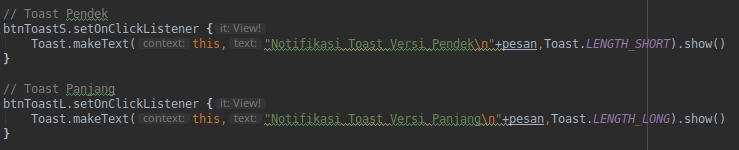 // Toast Pendek
btnToastS.setOnClickListener { it: View!
Toast.makeText( context: this, text: "Notifikasi Toast Versi Pendek\n"+pesan,Toast.LENGTH_SHORT).show()
}
// Toast Panjang
btnToastL.setOnClickListener { it: View!
Toast.makeText( context: this, text: "Notifikasi Toast Versi Panjang\n"+pesan,Toast.LENGTH_LONG).show()
}